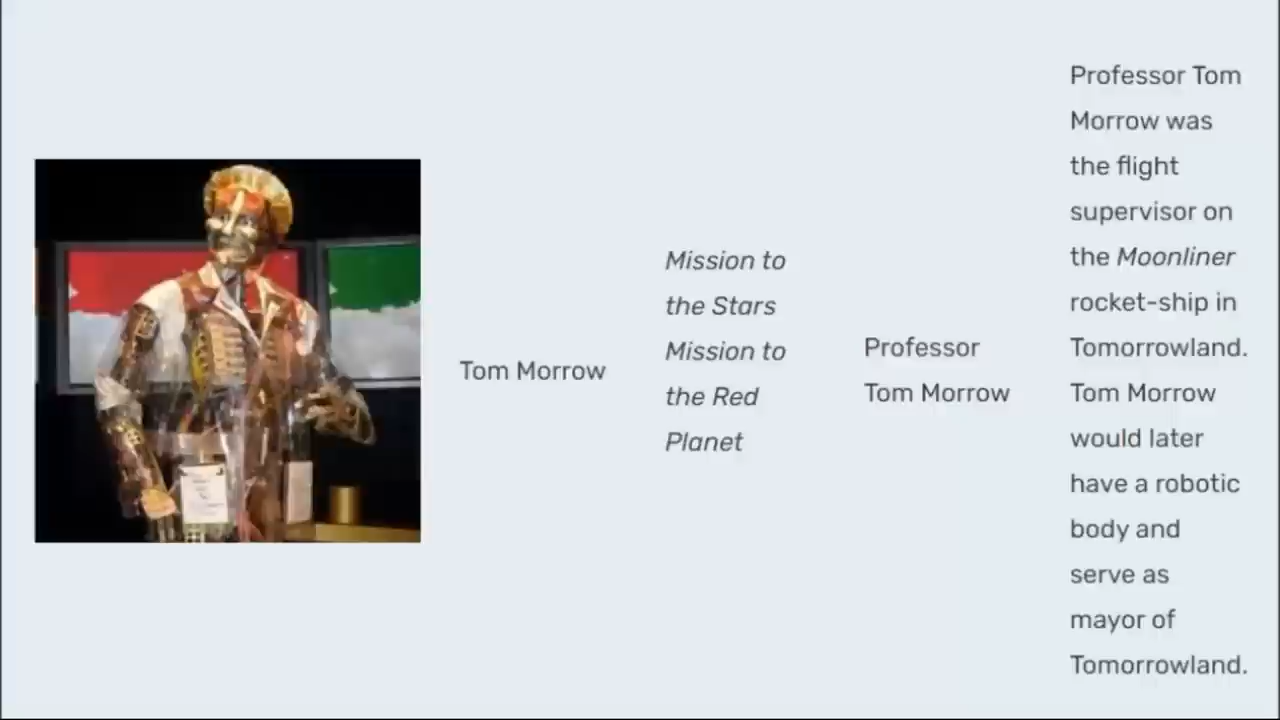 Tom Morrow
Mission to
the Stars
Mission to
the Red
Planet
Professor
Tom Morrow
Professor Tom
Morrow was
the flight
supervisor on
the Moonliner
rocket-ship in
Tomorrowland.
Tom Morrow
would later
have a robotic
body and
serve as
mayor of
Tomorrowland.